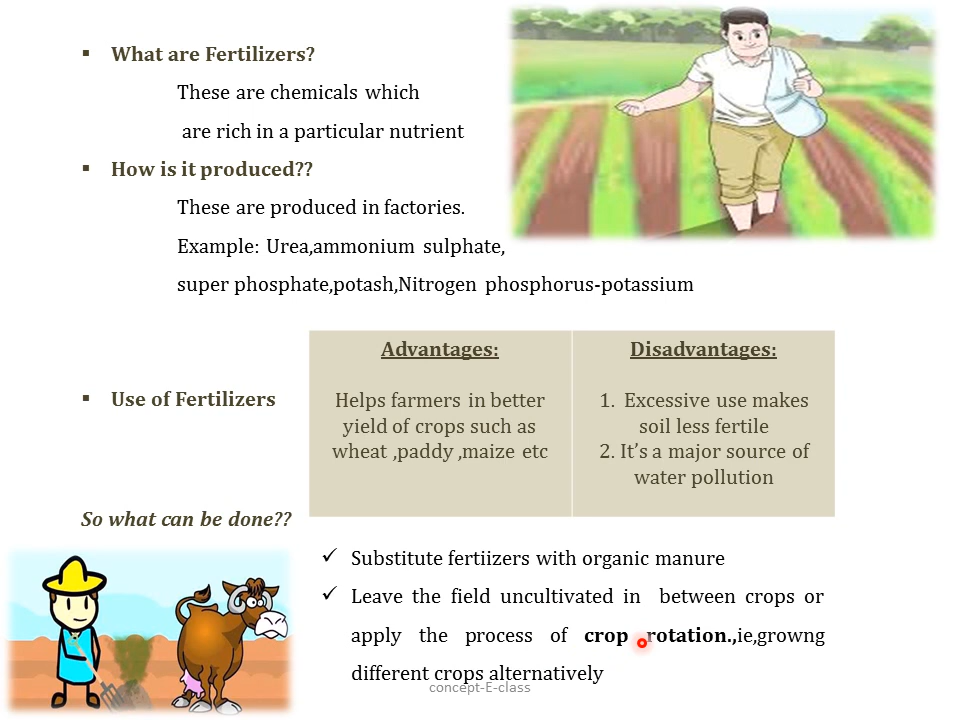 What are Fertilizers?
These are chemicals which
are rich in a particular nutrient
How is it produced??
These are produced in factories.
Example: Urea,ammonium sulphate,
super phosphate,potash,Nitrogen phosphorus-potassium
Use of Fertilizers
Advantages:
Helps farmers in better
yield of crops such as
wheat ,paddy ,maize etc
Disadvantages:
1. Excessive use makes
soil less fertile
2. It's a major source of
water pollution
So what can be done??
✓ Substitute fertiizers with organic manure
✓ Leave the field uncultivated in between crops or
apply the process of crop rotation.,ie,growng
different crops alternatively
concept-E-class